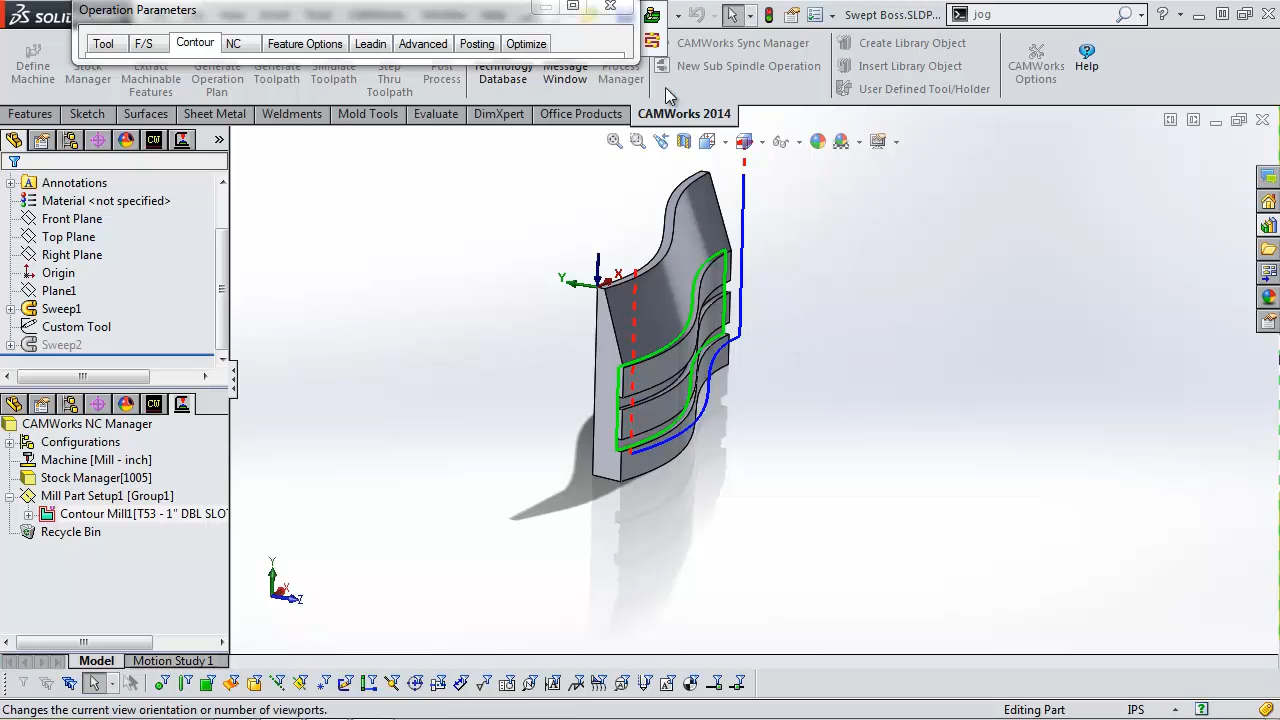 Operation Parameters
Tool F/S Contour NC Feature Options Leadin Advanced Posting Optimize
SOLID
Swept Boss.SLDP...
jog
Define Machine
Stock Manager
Extract Machinable Features
Generate Operation Plan
Generate Toolpath
Simulate Toolpath
Step Thru Toolpath
Post Process
Technology Database
Message Window
Process Manager
CAMWorks Sync Manager
New Sub Spindle Operation
Create Library Object
Insert Library Object
User Defined Tool/Holder
CAMWorks Options
Help
Features Sketch Surfaces Sheet Metal Weldments Mold Tools Evaluate DimXpert Office Products CAMWorks 2014
Annotations
Material <not specified>
Front Plane
Top Plane
Right Plane
Origin
Plane1
Sweep1
Custom Tool
Sweep2
CAMWorks NC Manager
Configurations
Machine [Mill - inch]
Stock Manager[1005]
Mill Part Setup1 [Group1]
Contour Mill1[T53 - 1" DBL SLO
Recycle Bin
Y
X
Y
X
Z
Model Motion Study 1
Changes the current view orientation or number of viewports.
Editing Part
IPS